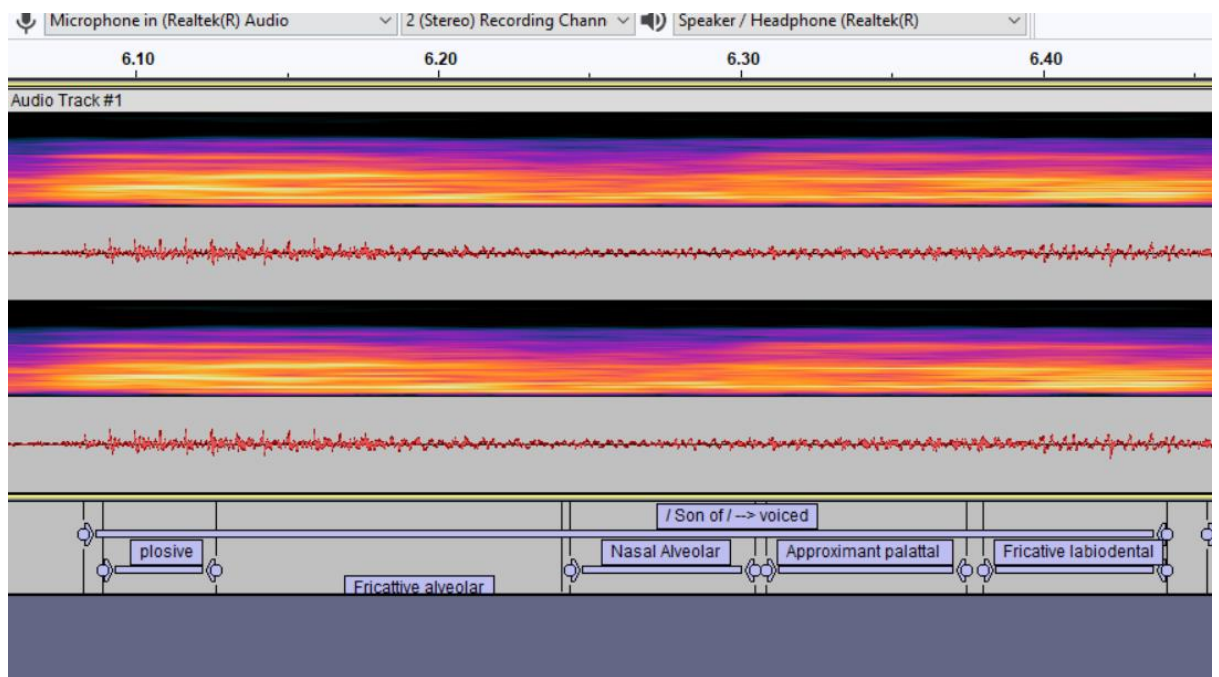 Microphone in (Realtek(R) Audio 2 (Stereo) Recording Chann Speaker / Headphone (Realtek(R)
6.10 6.20 6.30 6.40
Audio Track #1
/ Son of / --> voiced
plosive Nasal Alveolar Approximant palattal Fricative labiodental
Fricattive alveolar